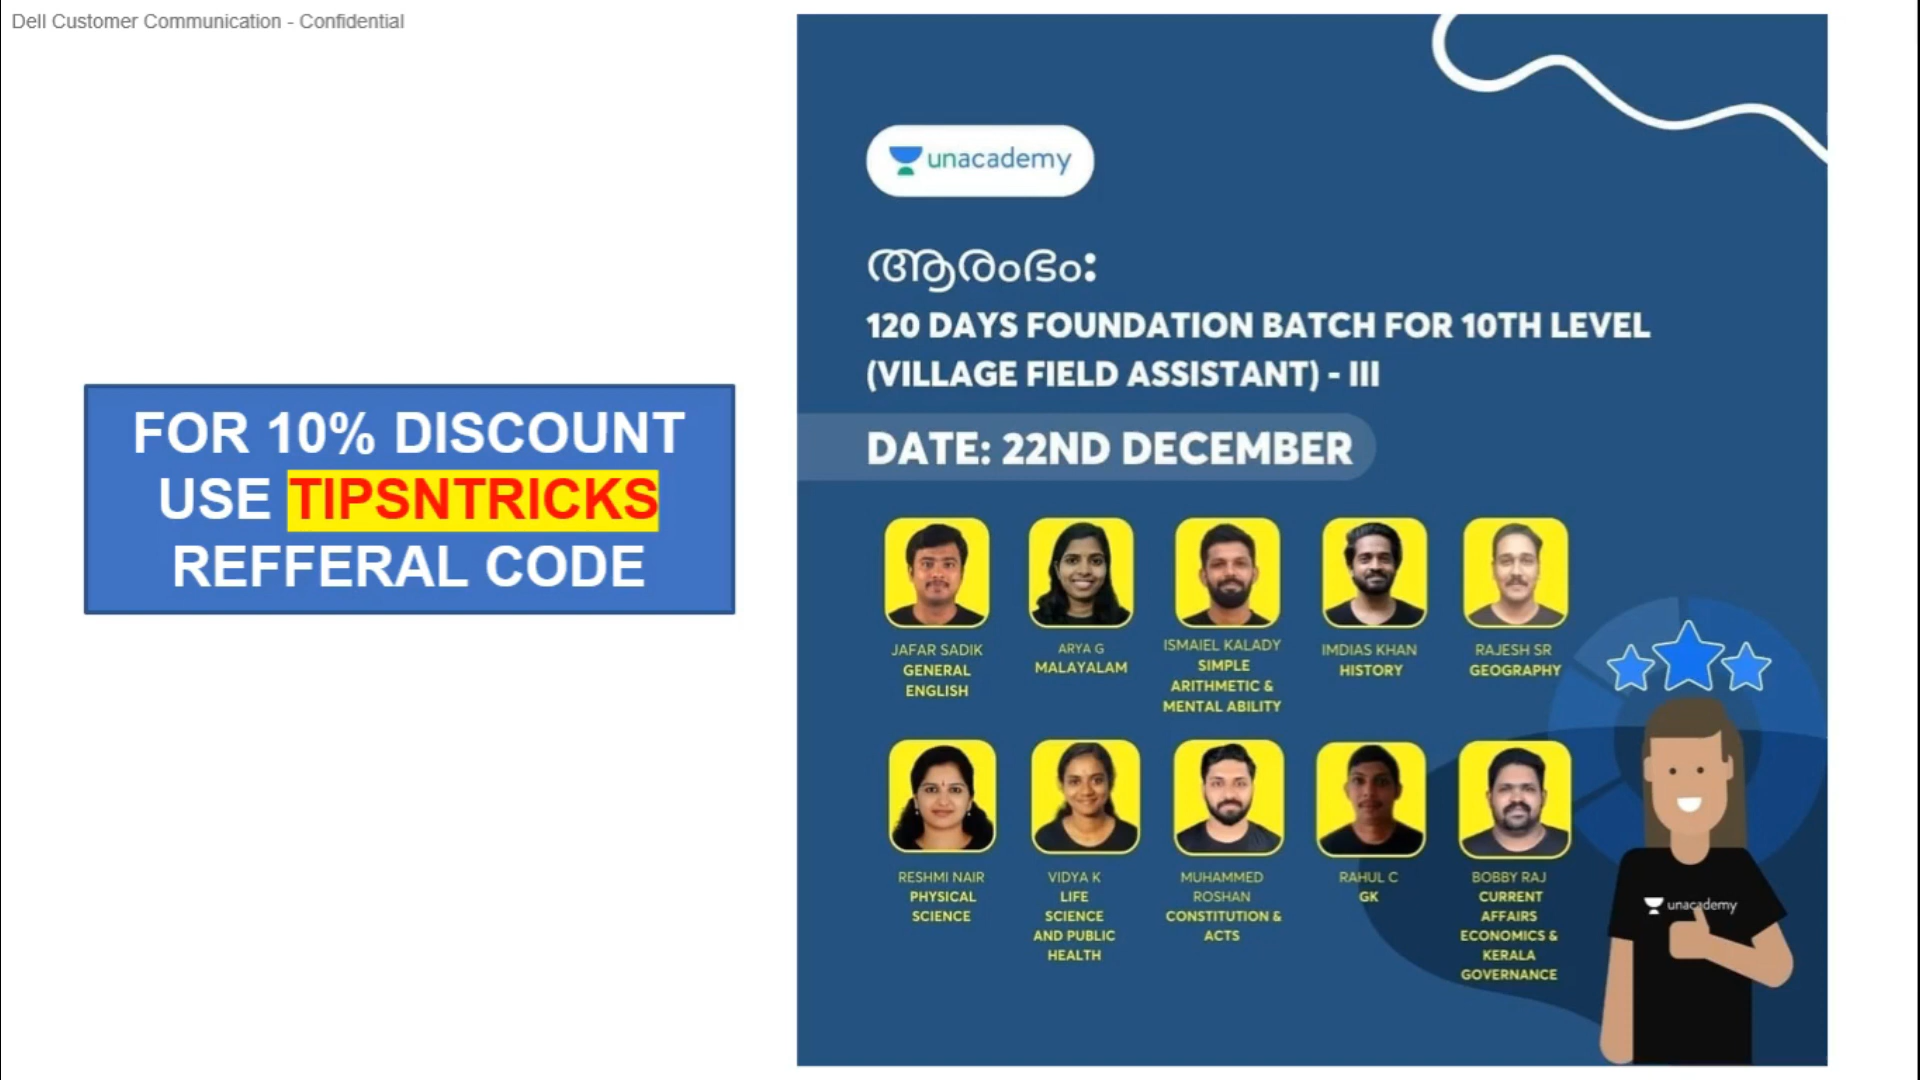 Dell Customer Communication - Confidential
FOR 10% DISCOUNT
USE TIPSNTRICKS
REFFERAL CODE
unacademy
ആരംഭം:
120 DAYS FOUNDATION BATCH FOR 10TH LEVEL
(VILLAGE FIELD ASSISTANT) - III
DATE: 22ND DECEMBER
JAFAR SADIK
GENERAL
ENGLISH
ARYA G
MALAYALAM
ISMAIEL KALADY
SIMPLE
ARITHMETIC &
MENTAL ABILITY
IMDIAS KHAN
HISTORY
RAJESH SR
GEOGRAPHY
RESHMI NAIR
PHYSICAL
SCIENCE
VIDYA K
LIFE
SCIENCE
AND PUBLIC
HEALTH
MUHAMMED
ROSHAN
CONSTITUTION &
ACTS
RAHUL C
GK
BOBBY RAJ
CURRENT
AFFAIRS
ECONOMICS &
KERALA
GOVERNANCE
unacademy